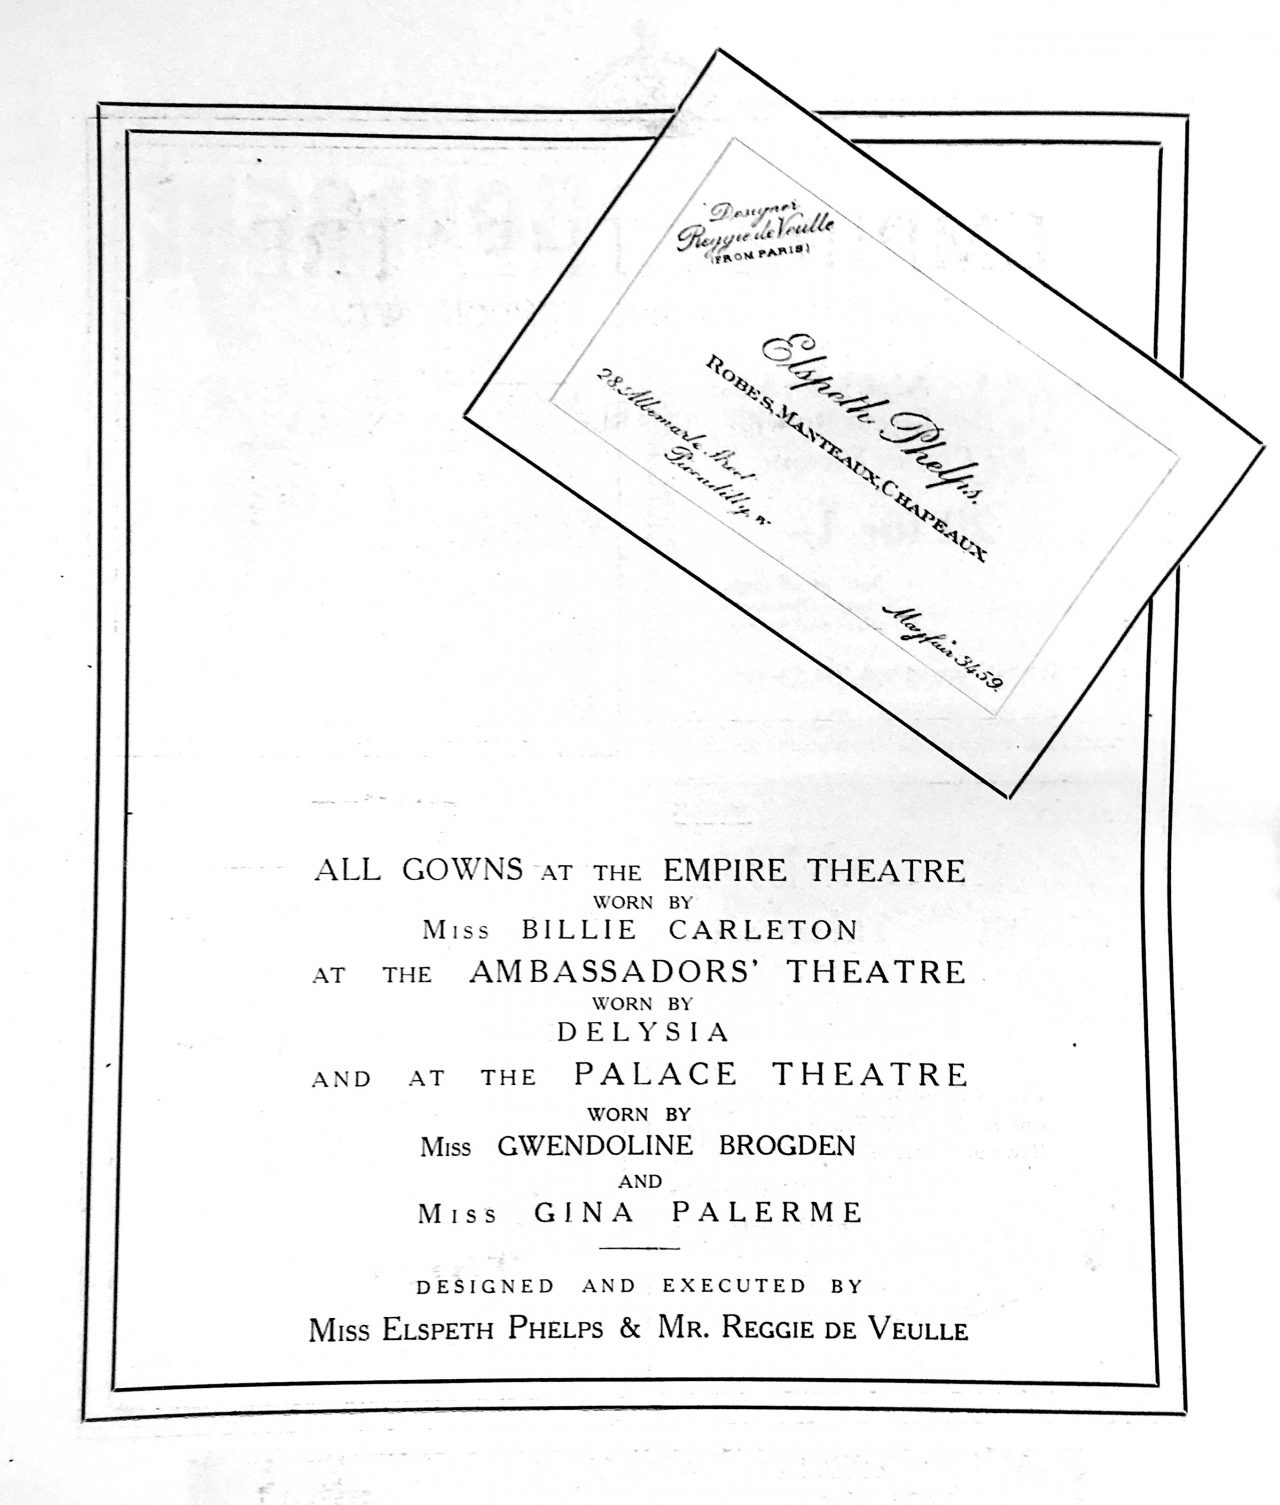 Designer
Reggie de Veulle
(FROM PARIS)
Elspeth Phelps.
ROBES, MANTEAUX, CHAPEAUX
28, Albemarle Street
Piccadilly, W
Mayfair 3459.
ALL GOWNS AT THE EMPIRE THEATRE
WORN BY
MISS BILLIE CARLETON
AT THE AMBASSADORS' THEATRE
WORN BY
DELYSIA
AND AT THE PALACE THEATRE
WORN BY
MISS GWENDOLINE BROGDEN
AND
MISS GINA PALERME
DESIGNED AND EXECUTED BY
MISS ELSPETH PHELPS & MR. REGGIE DE VEULLE